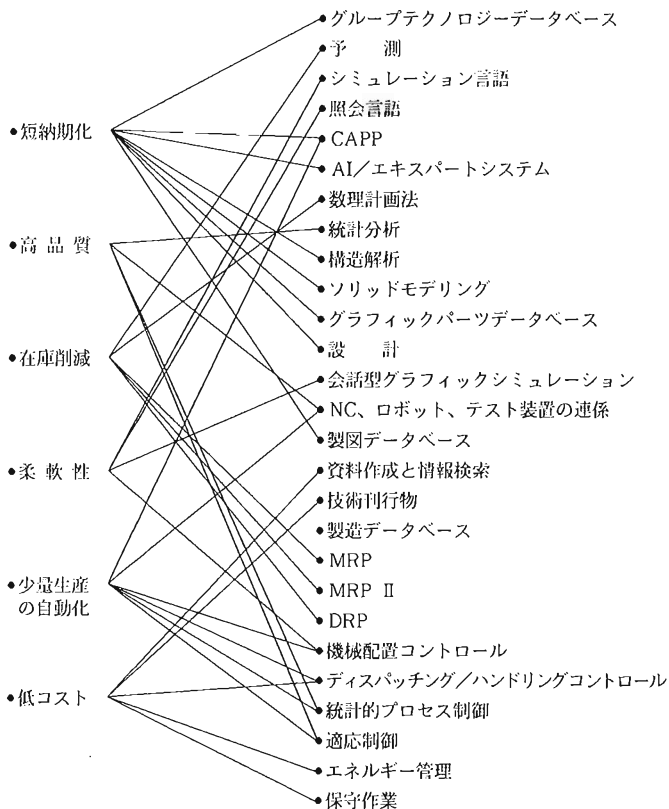 •短納期化
•高 品 質
•在庫削減
•柔 軟 性
•少量生産
の自動化
•低コスト
•グループテクノロジーデータベース
•予　　測
•シミュレーション言語
•照会言語
•CAPP
•AI／エキスパートシステム
•数理計画法
•統計分析
•構造解析
•ソリッドモデリング
•グラフィックパーツデータベース
•設　　計
•会話型グラフィックシミュレーション
•NC、ロボット、テスト装置の連係
•製図データベース
•資料作成と情報検索
•技術刊行物
•製造データベース
•MRP
•MRP II
•DRP
•機械配置コントロール
•ディスパッチング／ハンドリングコントロール
•統計的プロセス制御
•適応制御
•エネルギー管理
•保守作業